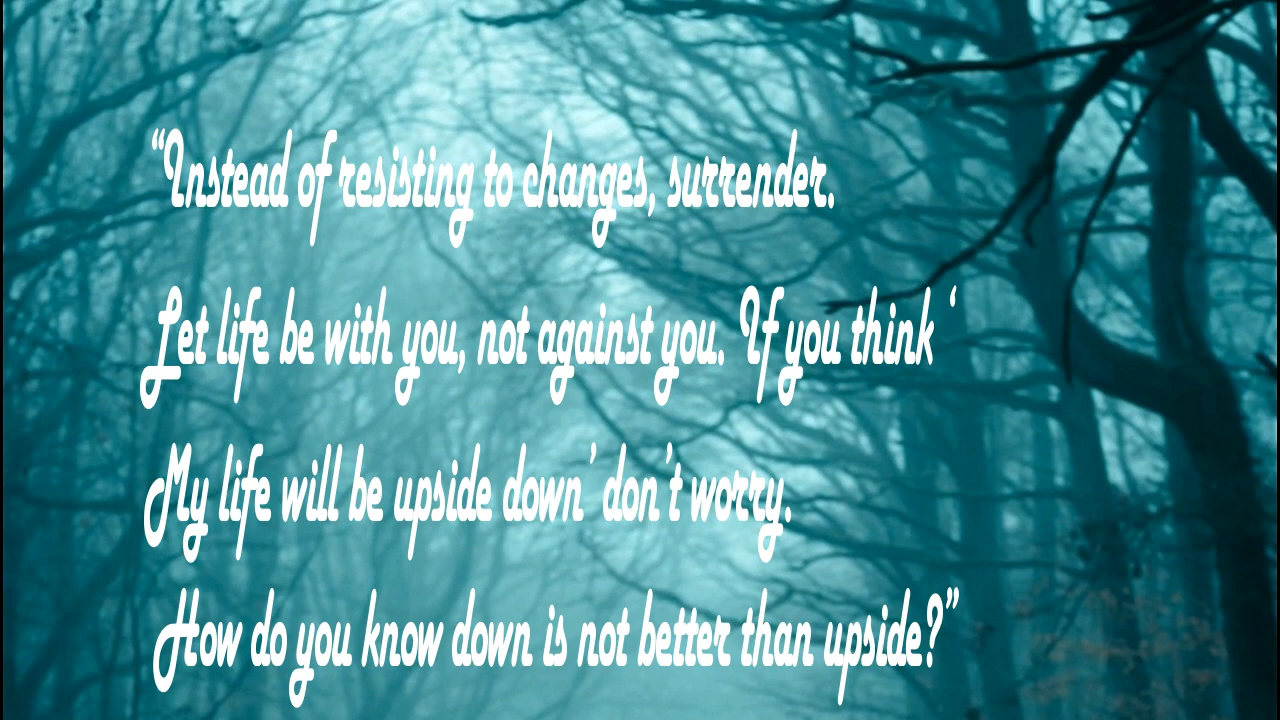 “Instead of resisting to changes, surrender.
Let life be with you, not against you. If you think ‘
My life will be upside down’ don’t worry.
How do you know down is not better than upside?”